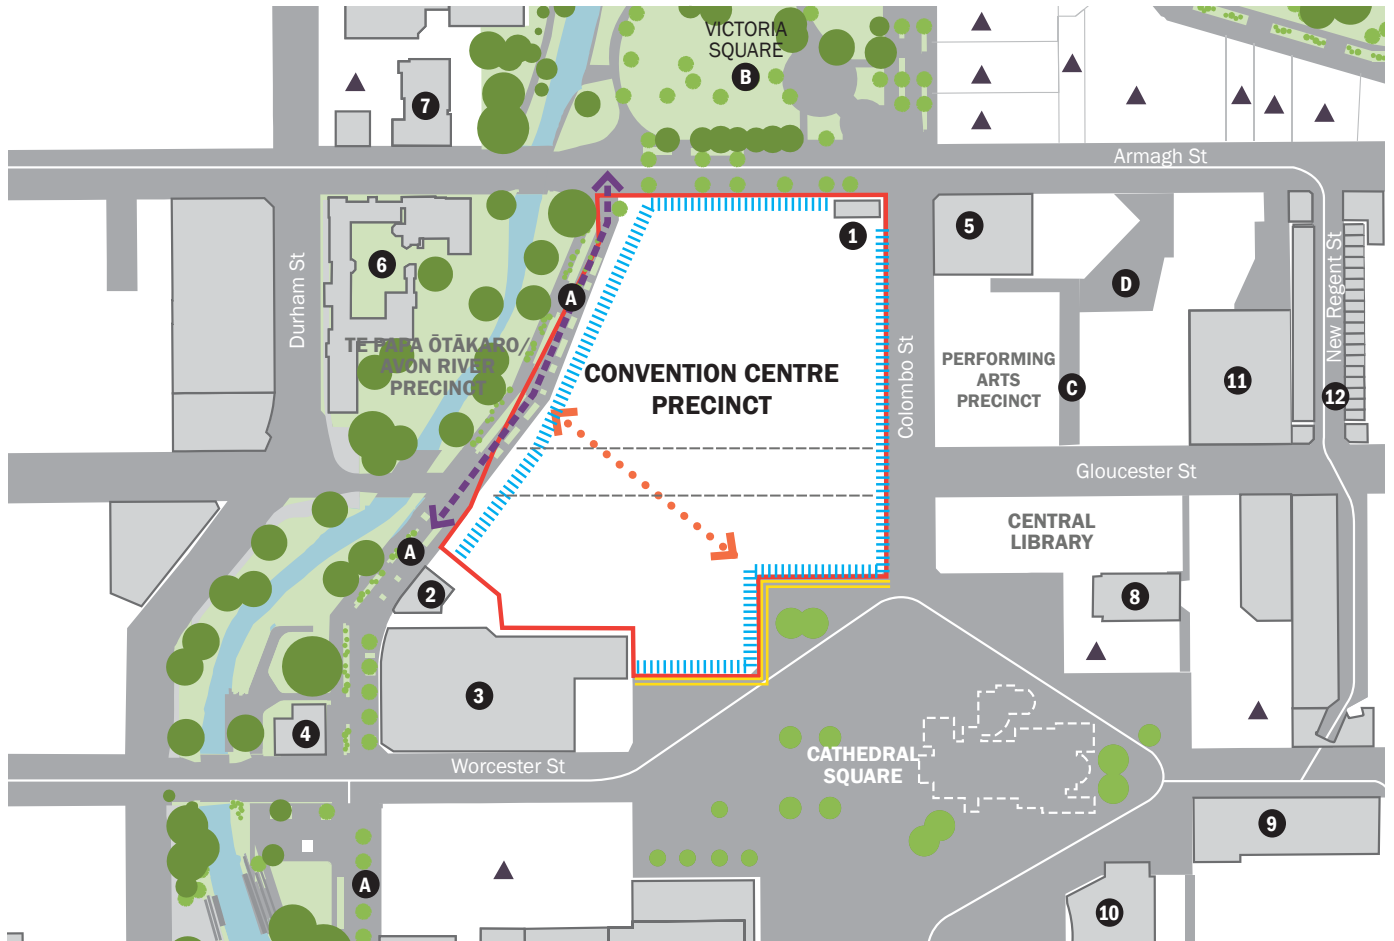 VICTORIA
SQUARE
B
7
Armagh St
1
5
6
D
A
Durham St
New Regent St
TE PAPA ŌTĀKARO/
AVON RIVER
PRECINCT
CONVENTION CENTRE
PRECINCT
Colombo St
PERFORMING
ARTS
PRECINCT
C
11
12
Gloucester St
CENTRAL
LIBRARY
A
2
8
3
4
Worcester St
CATHEDRAL
SQUARE
9
A
10